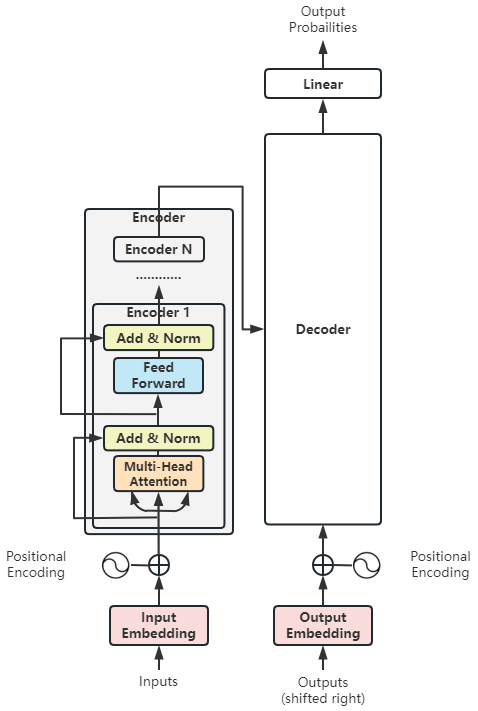 Output
Probailities
Linear
Encoder
Encoder N
............
Encoder 1
Add & Norm
Feed
Forward
Add & Norm
Multi-Head
Attention
Decoder
Positional
Encoding
Positional
Encoding
Input
Embedding
Output
Embedding
Inputs
Outputs
(shifted right)